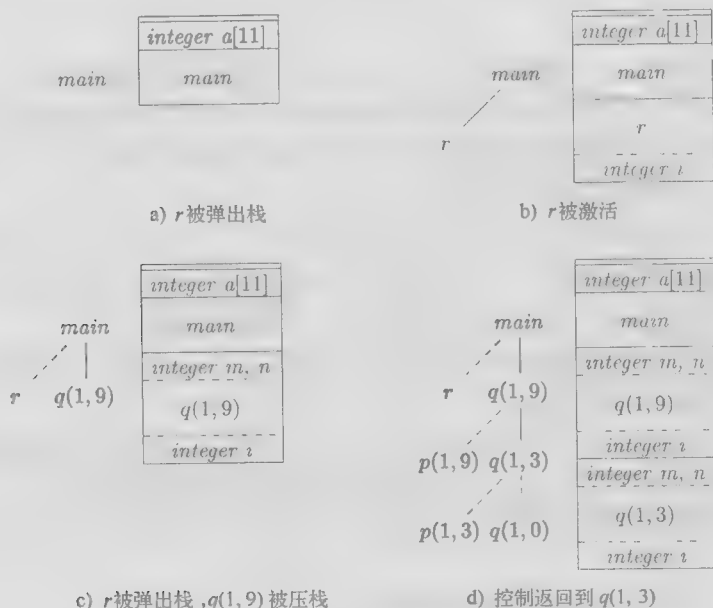 integer a[11]
main
main
a) r被弹出栈
integer a[11]
main
main
r
r
integer i
b) r被激活
integer a[11]
main
main
integer m, n
r
q(1, 9)
q(1, 9)
integer i
c) r被弹出栈 ,q(1, 9) 被压栈
integer a[11]
main
main
integer m, n
r
q(1, 9)
q(1, 9)
integer i
p(1, 9) q(1, 3)
integer m, n
q(1, 3)
p(1, 3) q(1, 0)
integer i
d) 控制返回到 q(1, 3)